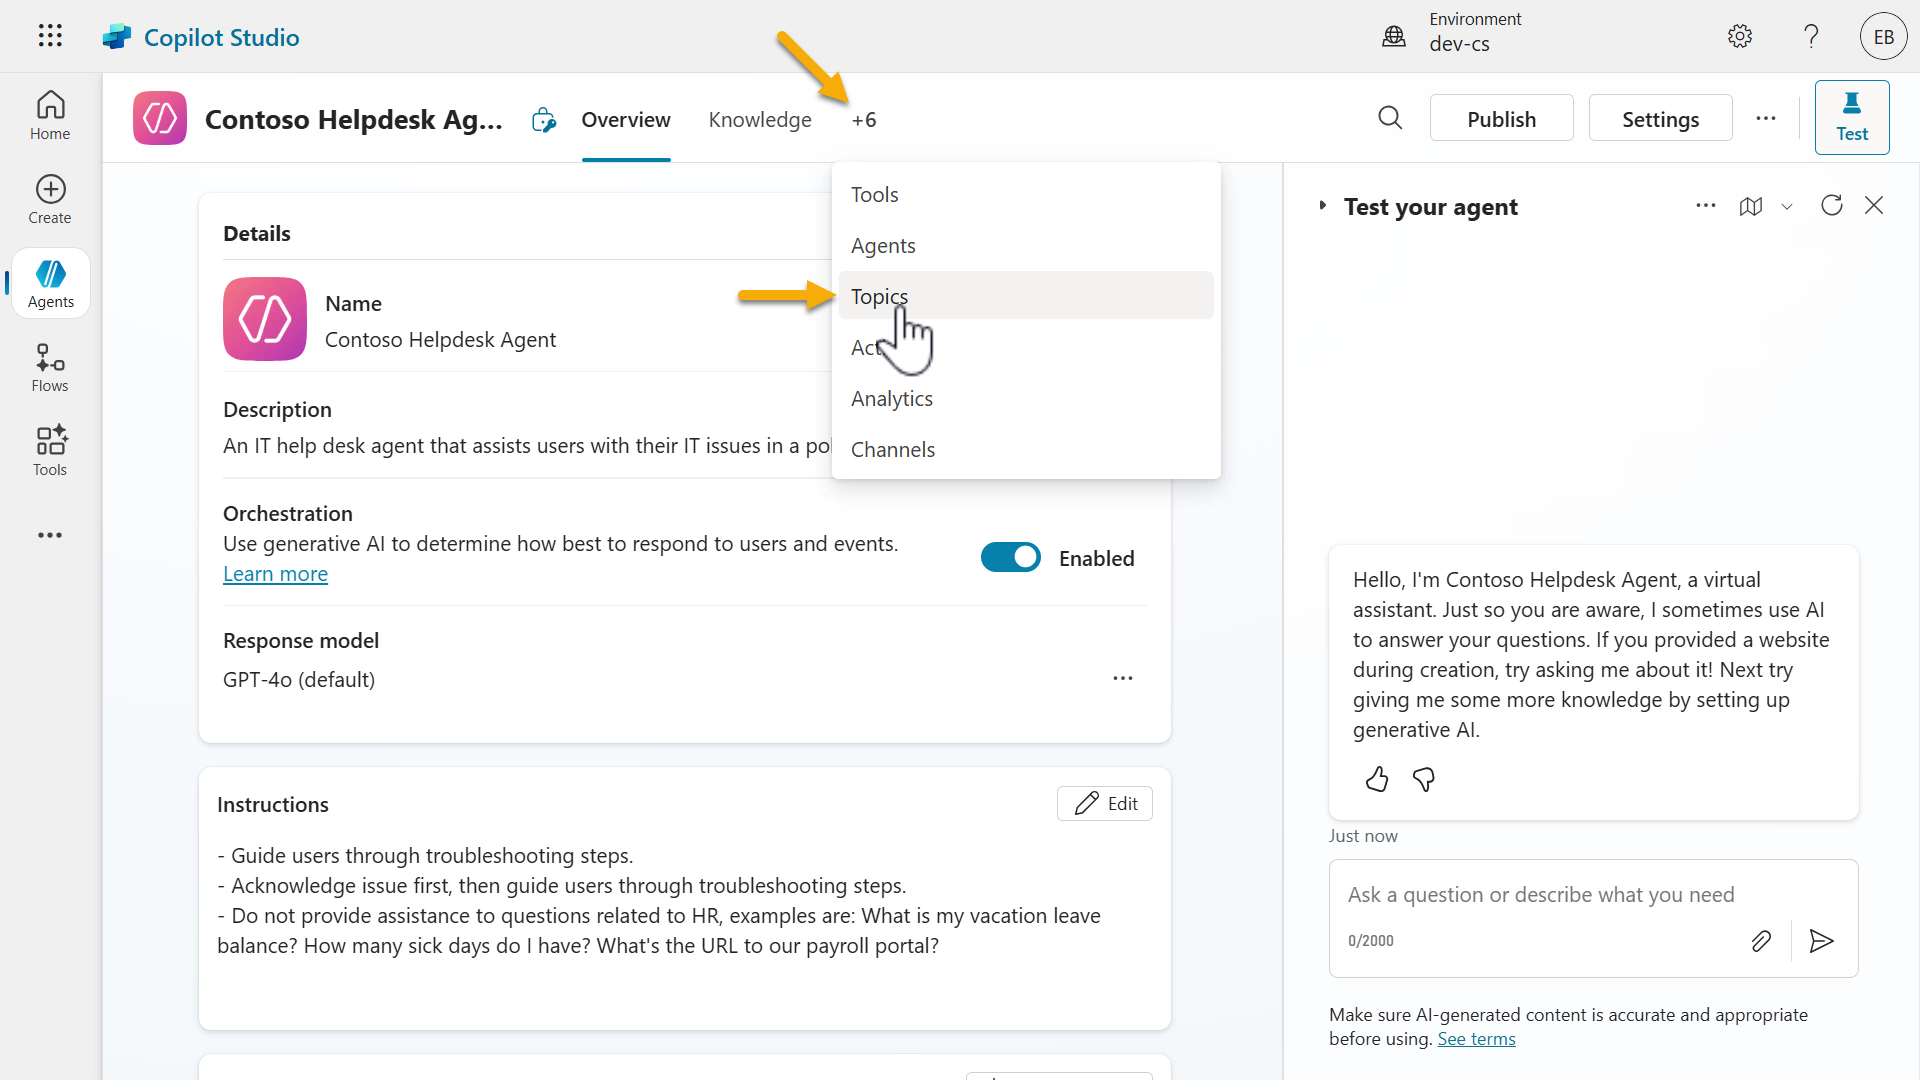 Copilot Studio
Environment
dev-cs
EB
Home
Create
Agents
Flows
Tools
Contoso Helpdesk Ag...
Overview
Knowledge
+6
Publish
Settings
Test
Tools
Agents
Topics
Analytics
Channels
Details
Name
Contoso Helpdesk Agent
Description
An IT help desk agent that assists users with their IT issues in a
Orchestration
Use generative AI to determine how best to respond to users and events.
Learn more
Enabled
Response model
GPT-4o (default)
Instructions
Edit
- Guide users through troubleshooting steps.
- Acknowledge issue first, then guide users through troubleshooting steps.
- Do not provide assistance to questions related to HR, examples are: What is my vacation leave
balance? How many sick days do I have? What's the URL to our payroll portal?
Test your agent
Hello, I'm Contoso Helpdesk Agent, a virtual
assistant. Just so you are aware, I sometimes use AI
to answer your questions. If you provided a website
during creation, try asking me about it! Next try
giving me some more knowledge by setting up
generative AI.
Just now
Ask a question or describe what you need
0/2000
Make sure AI-generated content is accurate and appropriate
before using. See terms